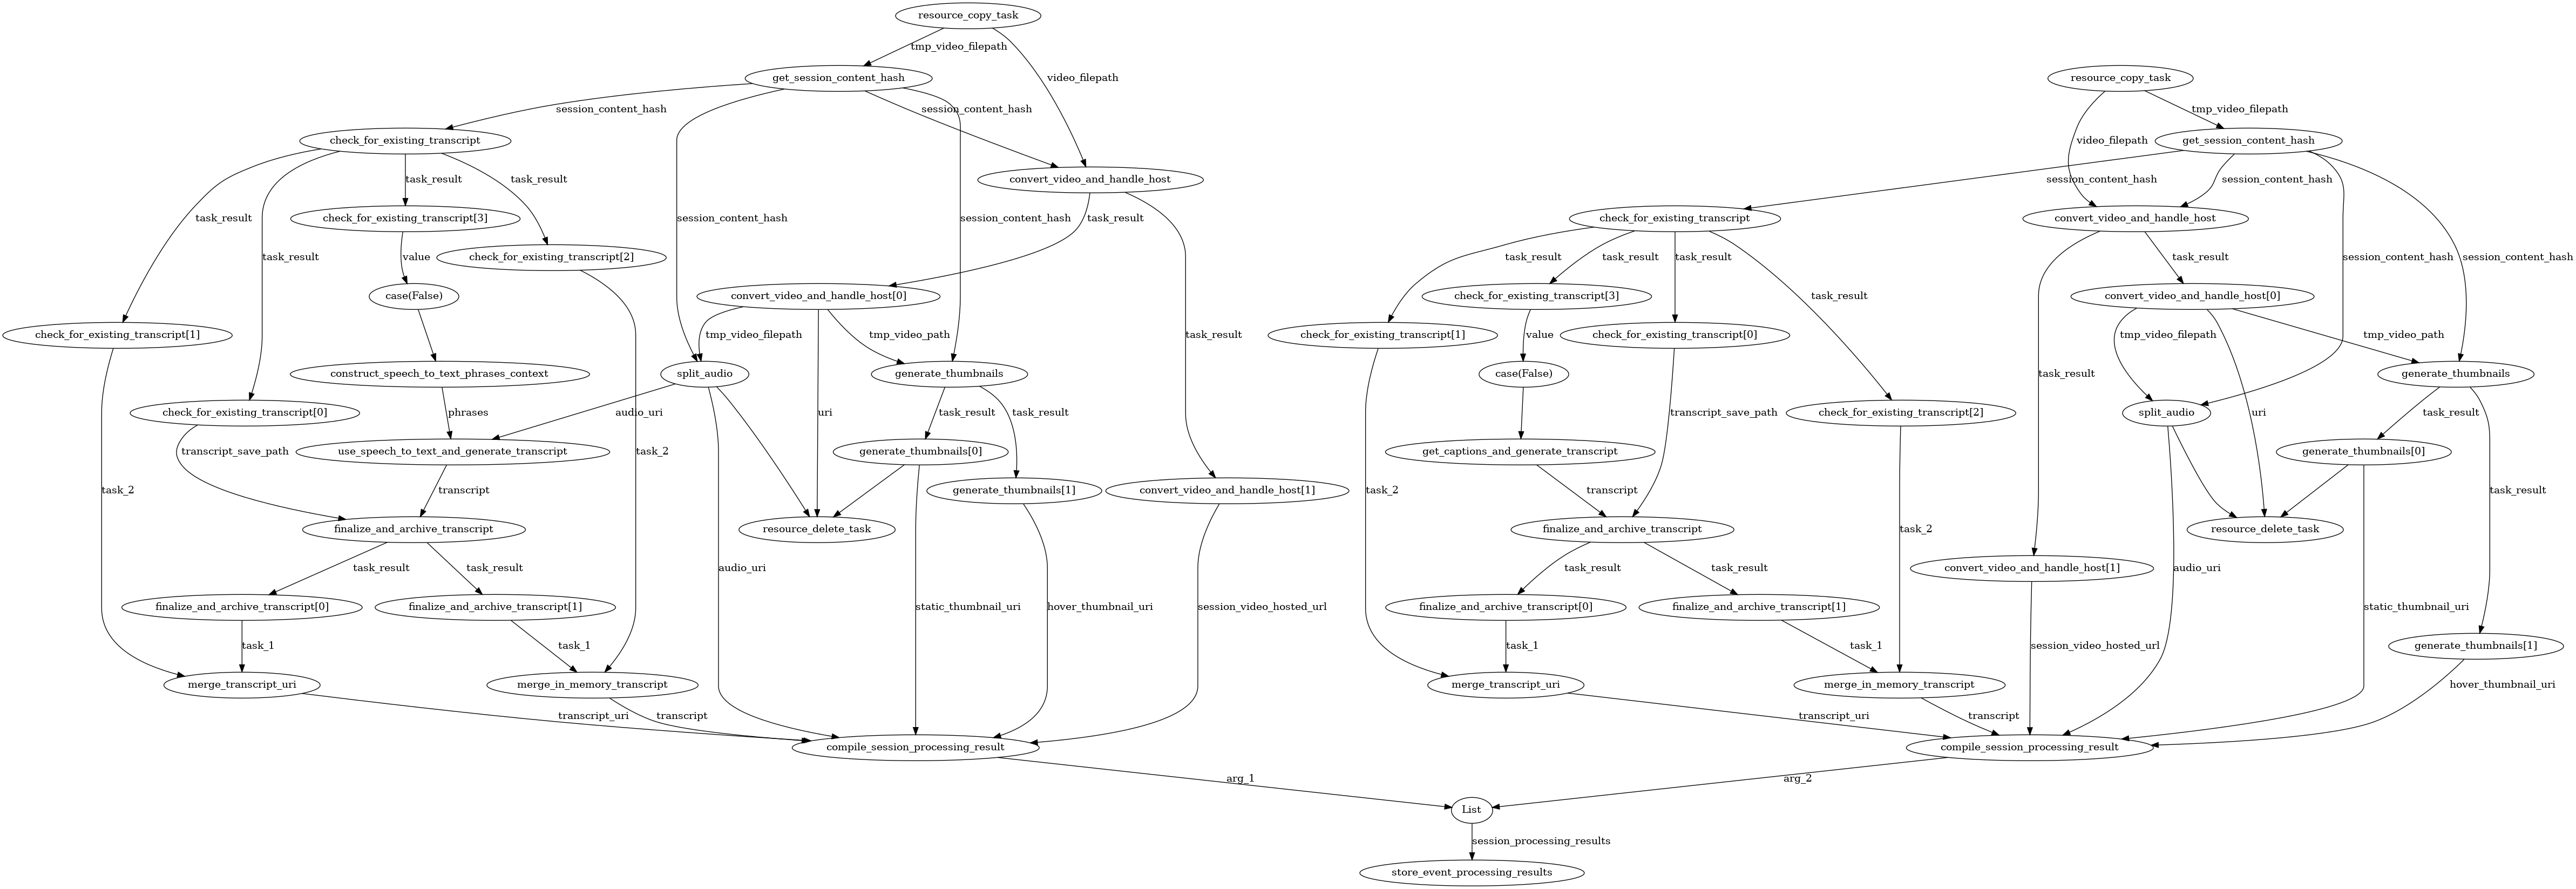 resource_copy_task
tmp_video_filepath
get_session_content_hash
video_filepath
resource_copy_task
session_content_hash
session_content_hash
tmp_video_filepath
check_for_existing_transcript
video_filepath
get_session_content_hash
convert_video_and_handle_host
task_result
task_result
session_content_hash
session_content_hash
task_result
check_for_existing_transcript[3]
session_content_hash
session_content_hash
task_result
check_for_existing_transcript
convert_video_and_handle_host
task_result
value
check_for_existing_transcript[2]
task_result
task_result
task_result
task_result
session_content_hash
session_content_hash
case(False)
convert_video_and_handle_host[0]
check_for_existing_transcript[3]
task_result
convert_video_and_handle_host[0]
check_for_existing_transcript[1]
tmp_video_filepath
tmp_video_path
task_result
check_for_existing_transcript[1]
value
check_for_existing_transcript[0]
tmp_video_filepath
tmp_video_path
construct_speech_to_text_phrases_context
split_audio
generate_thumbnails
case(False)
task_result
generate_thumbnails
check_for_existing_transcript[0]
phrases
audio_uri
uri
task_result
task_result
transcript_save_path
check_for_existing_transcript[2]
split_audio
uri
task_result
transcript_save_path
use_speech_to_text_and_generate_transcript
task_2
generate_thumbnails[0]
get_captions_and_generate_transcript
generate_thumbnails[0]
task_2
transcript
generate_thumbnails[1]
convert_video_and_handle_host[1]
task_2
transcript
task_result
finalize_and_archive_transcript
resource_delete_task
finalize_and_archive_transcript
task_2
resource_delete_task
task_result
task_result
audio_uri
task_result
task_result
convert_video_and_handle_host[1]
audio_uri
finalize_and_archive_transcript[0]
finalize_and_archive_transcript[1]
static_thumbnail_uri
hover_thumbnail_uri
session_video_hosted_url
finalize_and_archive_transcript[0]
finalize_and_archive_transcript[1]
static_thumbnail_uri
task_1
task_1
task_1
task_1
session_video_hosted_url
generate_thumbnails[1]
merge_transcript_uri
merge_in_memory_transcript
merge_transcript_uri
merge_in_memory_transcript
hover_thumbnail_uri
transcript_uri
transcript
transcript_uri
transcript
compile_session_processing_result
compile_session_processing_result
arg_1
arg_2
List
session_processing_results
store_event_processing_results